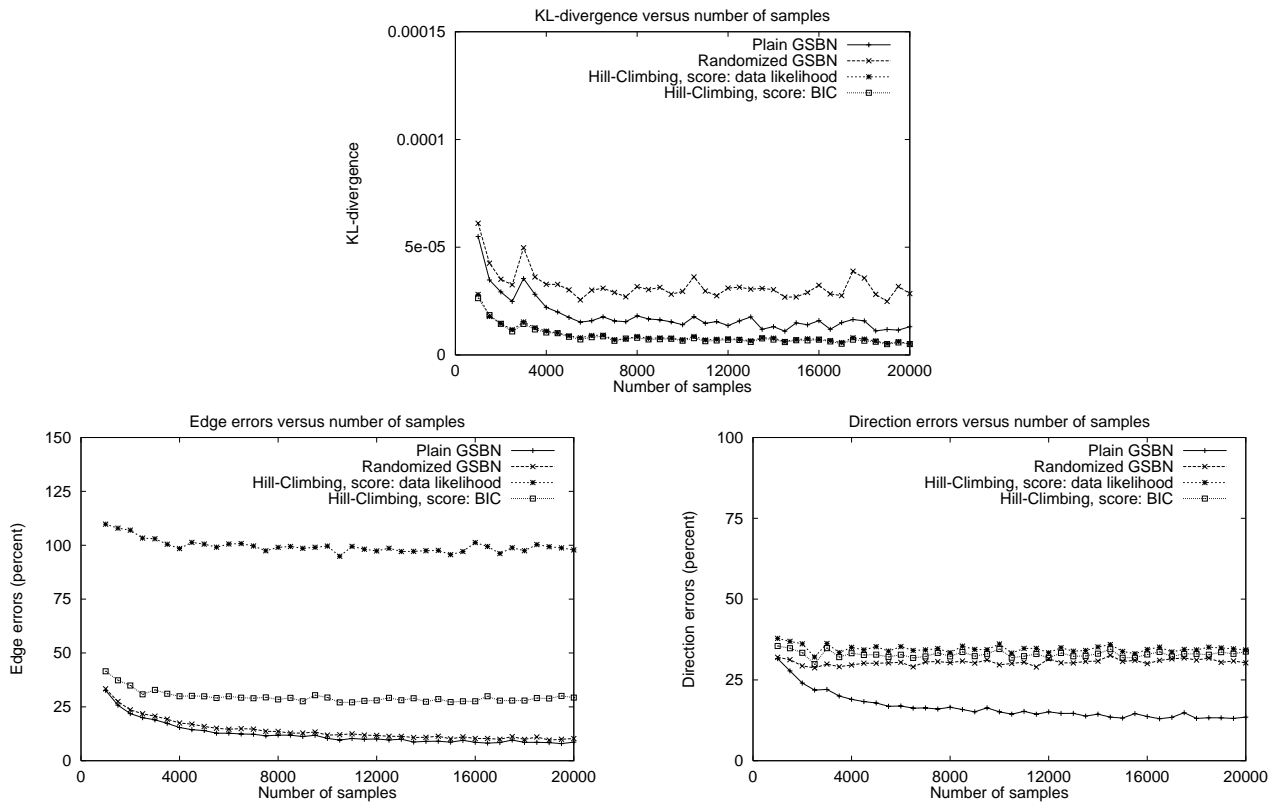 KL-divergence versus number of samples
0.00015
0.0001
5e-05
0
KL-divergence
Plain GSBN
Randomized GSBN
Hill-Climbing, score: data likelihood
Hill-Climbing, score: BIC
0 4000 8000 12000 16000 20000
Number of samples
Edge errors versus number of samples
150
125
100
75
50
25
0
Edge errors (percent)
Plain GSBN
Randomized GSBN
Hill-Climbing, score: data likelihood
Hill-Climbing, score: BIC
0 4000 8000 12000 16000 20000
Number of samples
Direction errors versus number of samples
100
75
50
25
0
Direction errors (percent)
Plain GSBN
Randomized GSBN
Hill-Climbing, score: data likelihood
Hill-Climbing, score: BIC
0 4000 8000 12000 16000 20000
Number of samples